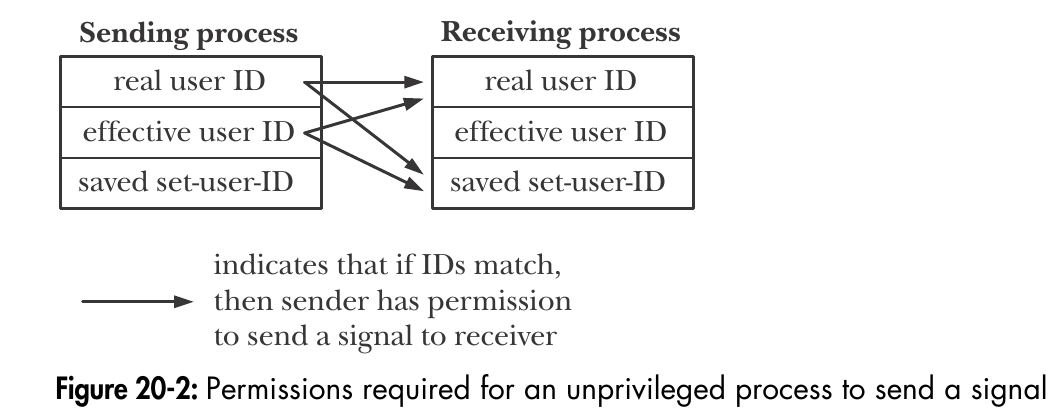 Sending process
Receiving process
real user ID
real user ID
effective user ID
effective user ID
saved set-user-ID
saved set-user-ID
indicates that if IDs match,
then sender has permission
to send a signal to receiver
Figure 20-2: Permissions required for an unprivileged process to send a signal